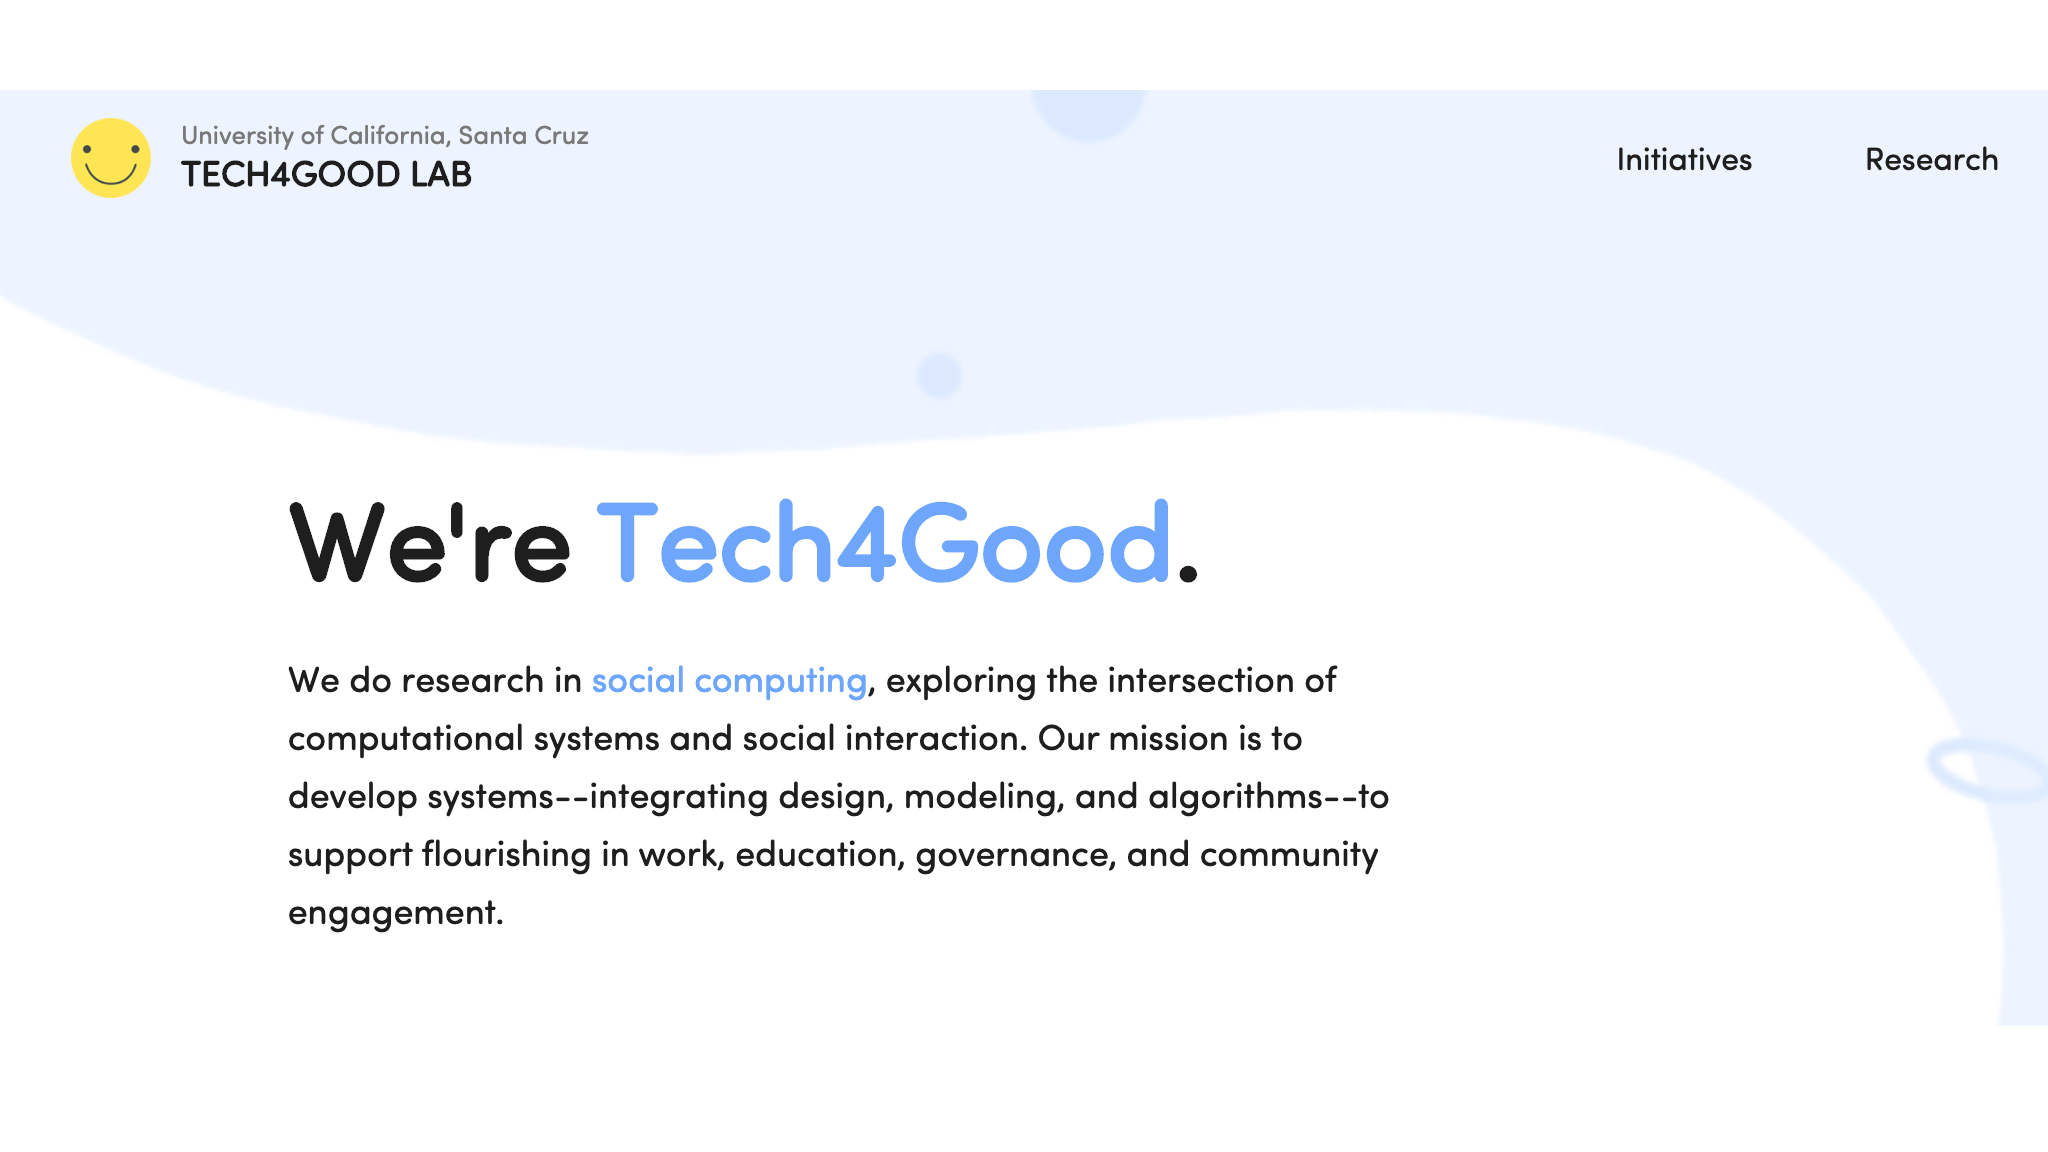 University of California, Santa Cruz
TECH4GOOD LAB
Initiatives
Research
We're Tech4Good.
We do research in social computing, exploring the intersection of
computational systems and social interaction. Our mission is to
develop systems--integrating design, modeling, and algorithms--to
support flourishing in work, education, governance, and community
engagement.